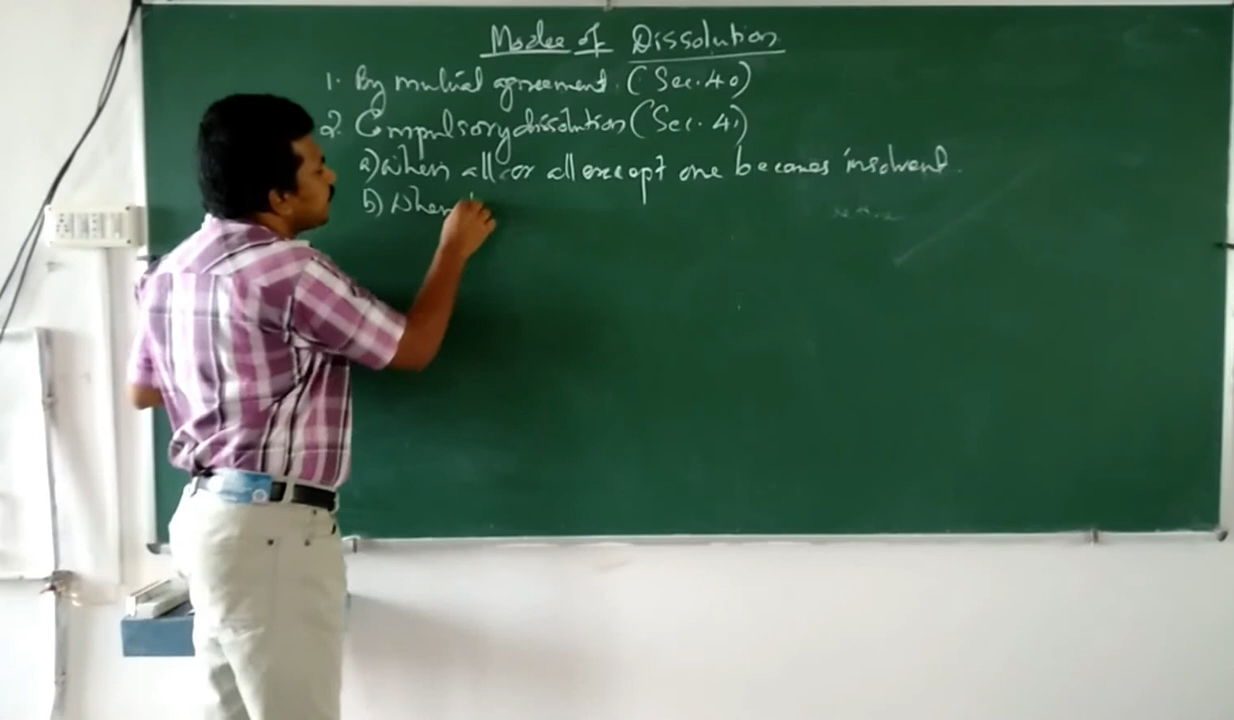 Modes of Dissolution
1. By mutual agreement. (Sec. 40)
2. Compulsory dissolution (Sec. 41)
a) When all or all except one becomes insolvent.
b) When